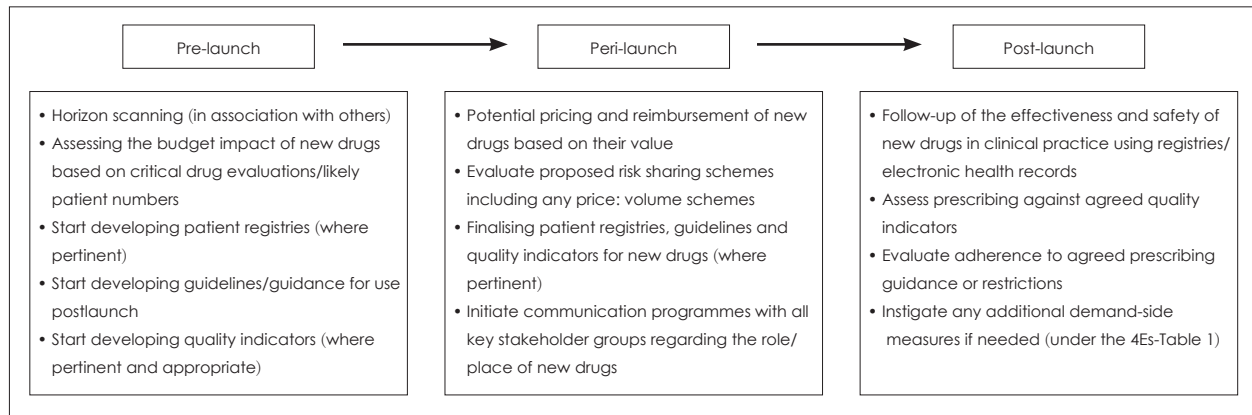 Pre-launch
Peri-launch
Post-launch
• Horizon scanning (in association with others)
• Assessing the budget impact of new drugs
based on critical drug evaluations/likely
patient numbers
• Start developing patient registries (where
pertinent)
• Start developing guidelines/guidance for use
postlaunch
• Start developing quality indicators (where
pertinent and appropriate)
• Potential pricing and reimbursement of new
drugs based on their value
• Evaluate proposed risk sharing schemes
including any price: volume schemes
• Finalising patient registries, guidelines and
quality indicators for new drugs (where
pertinent)
• Initiate communication programmes with all
key stakeholder groups regarding the role/
place of new drugs
• Follow-up of the effectiveness and safety of
new drugs in clinical practice using registries/
electronic health records
• Assess prescribing against agreed quality
indicators
• Evaluate adherence to agreed prescribing
guidance or restrictions
• Instigate any additional demand-side
measures if needed (under the 4Es-Table 1)